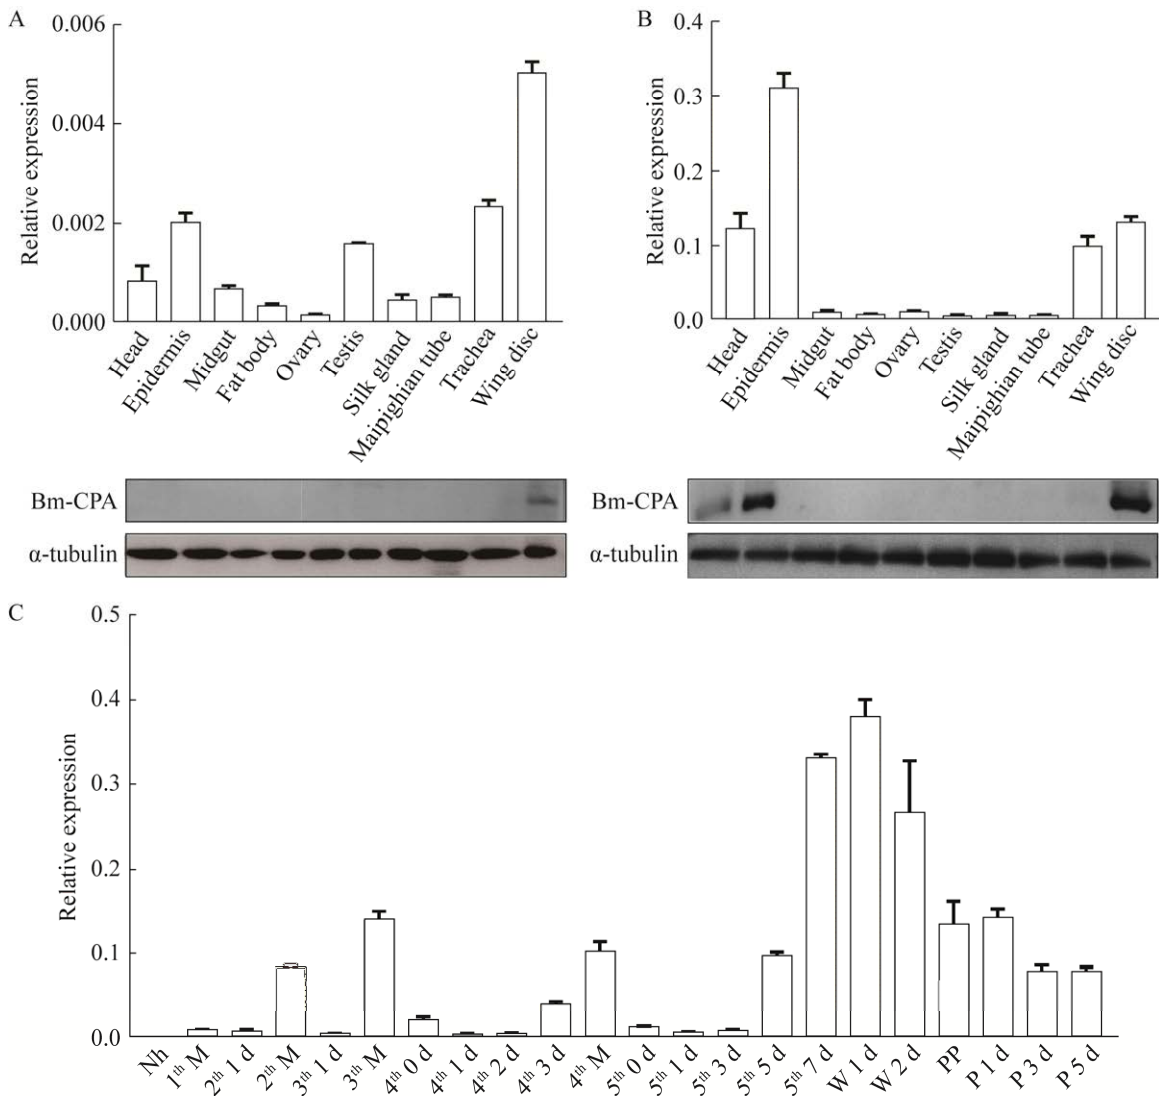 A
Relative expression
0.006
0.004
0.002
0.000
Head
Epidermis
Midgut
Fat body
Ovary
Testis
Silk gland
Maipighian tube
Trachea
Wing disc
Bm-CPA
α-tubulin
B
Relative expression
0.4
0.3
0.2
0.1
0.0
Head
Epidermis
Midgut
Fat body
Ovary
Testis
Silk gland
Maipighian tube
Trachea
Wing disc
Bm-CPA
α-tubulin
C
Relative expression
0.5
0.4
0.3
0.2
0.1
0.0
Nh
1th M
2th 1 d
2th M
3th 1 d
3th M
4th 0 d
4th 1 d
4th 2 d
4th 3 d
4th M
5th 0 d
5th 1 d
5th 3 d
5th 5 d
5th 7 d
W 1 d
W 2 d
PP
P 1 d
P 3 d
P 5 d